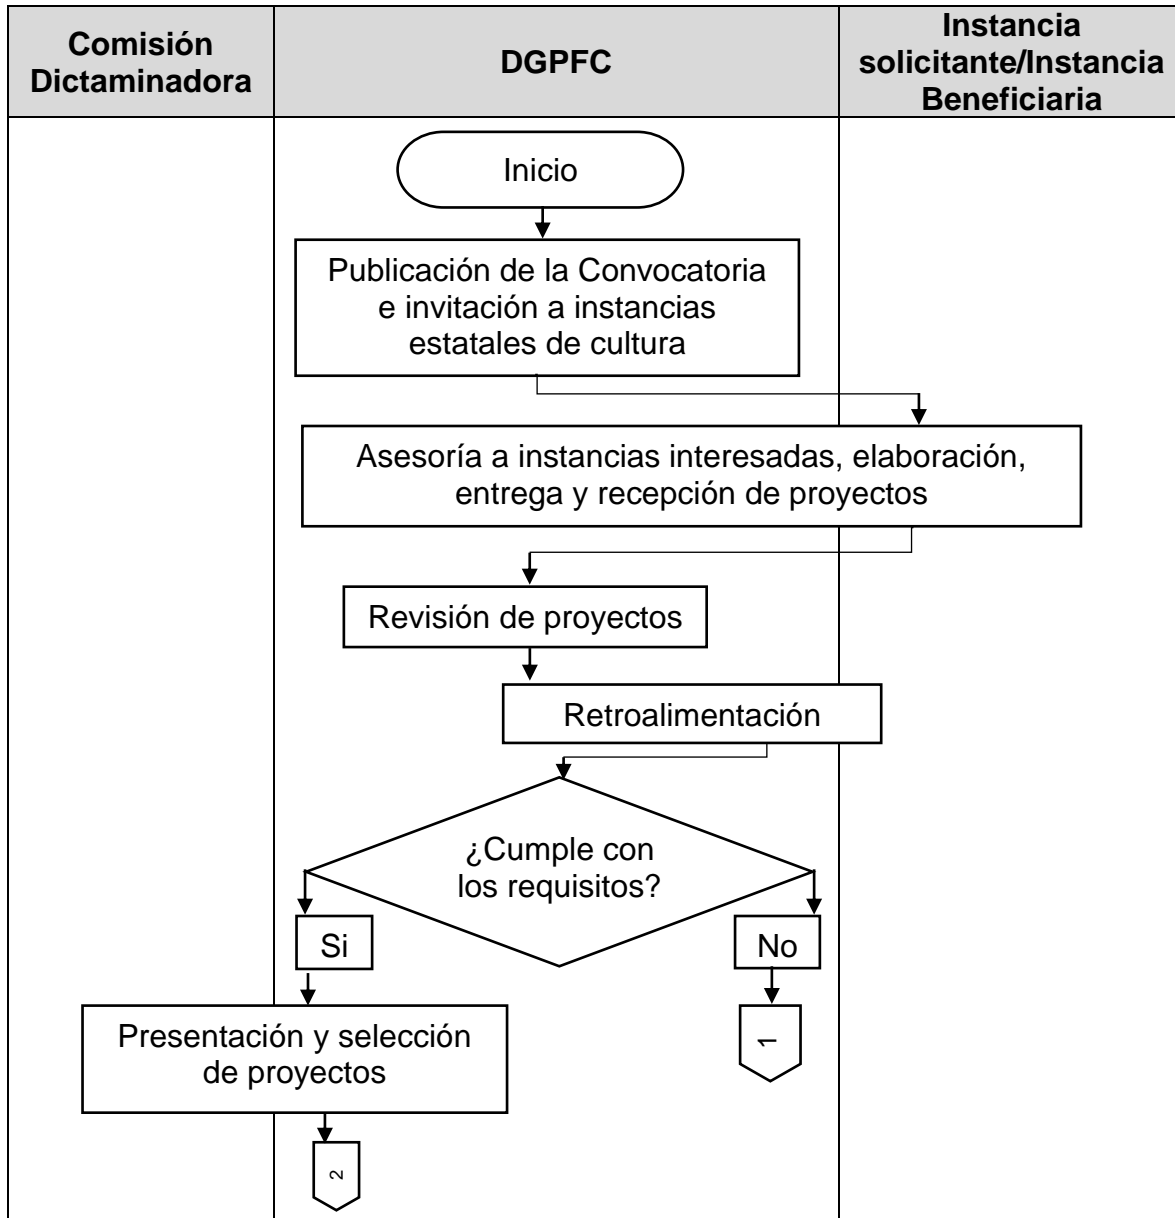 Comisión
Dictaminadora
DGPFC
Instancia
solicitante/Instancia
Beneficiaria
Inicio
Publicación de la Convocatoria
e invitación a instancias
estatales de cultura
Asesoría a instancias interesadas, elaboración,
entrega y recepción de proyectos
Revisión de proyectos
Retroalimentación
¿Cumple con
los requisitos?
Si
No
Presentación y selección
de proyectos
1
2